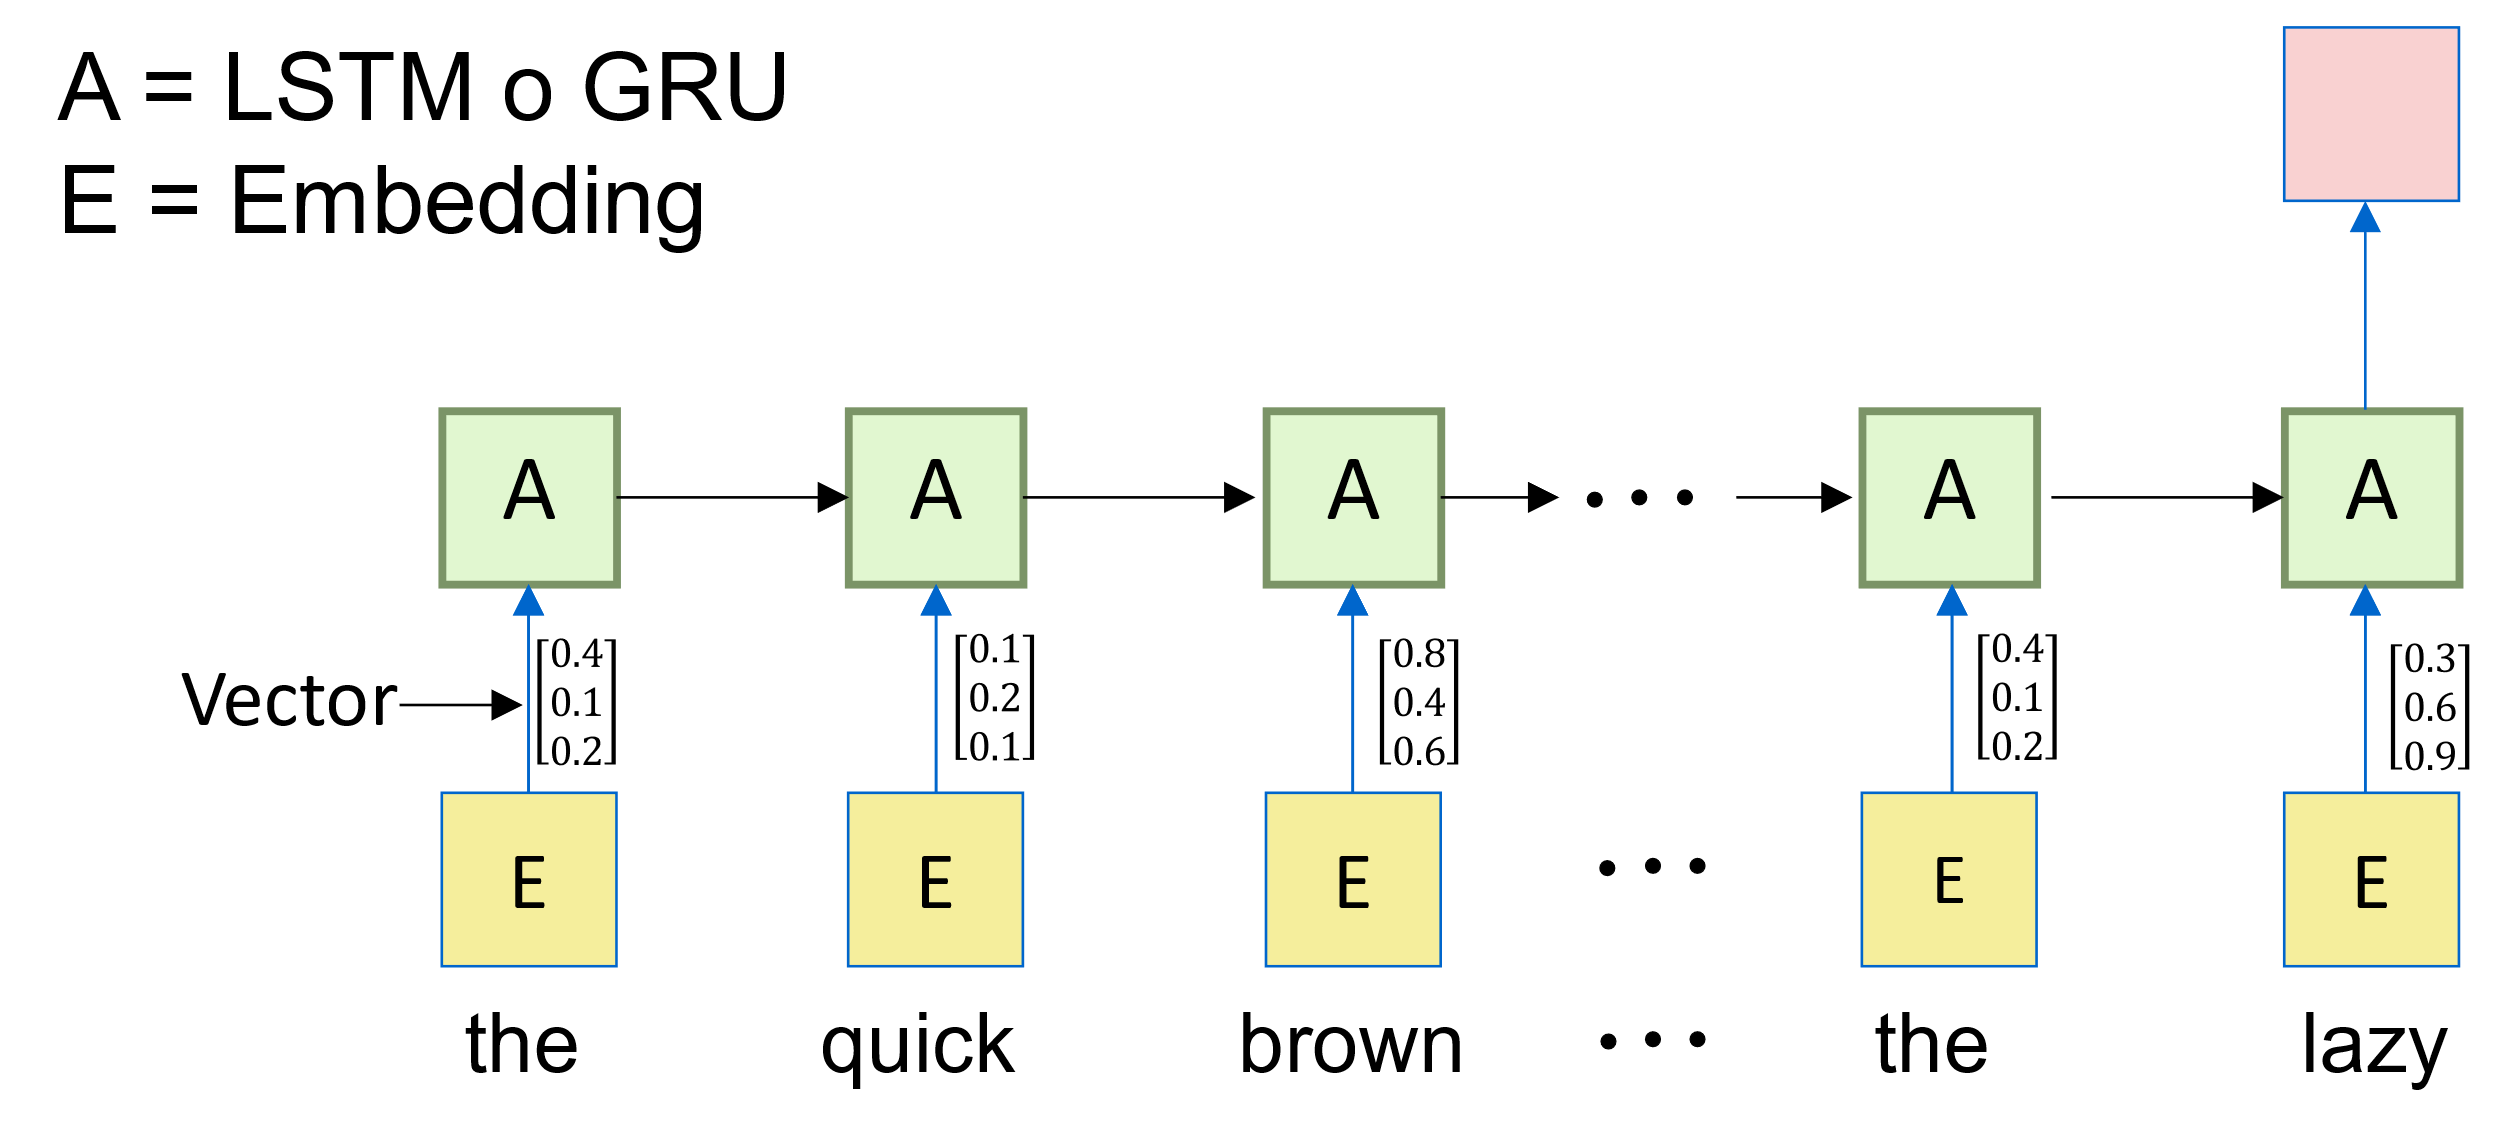 A = LSTM o GRU
E = Embedding
A A A • • • A A
Vector
[0.4 0.1 0.2] [0.1 0.2 0.1] [0.8 0.4 0.6] [0.4 0.1 0.2] [0.3 0.6 0.9]
E E E • • • E E
the quick brown • • • the lazy